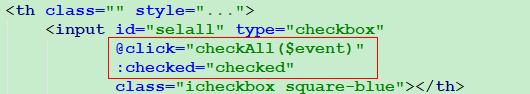 <th class="" style="...">
<input id="selall" type="checkbox"
@click="checkAll($event)"
:checked="checked"
class="icheckbox square-blue"></th>